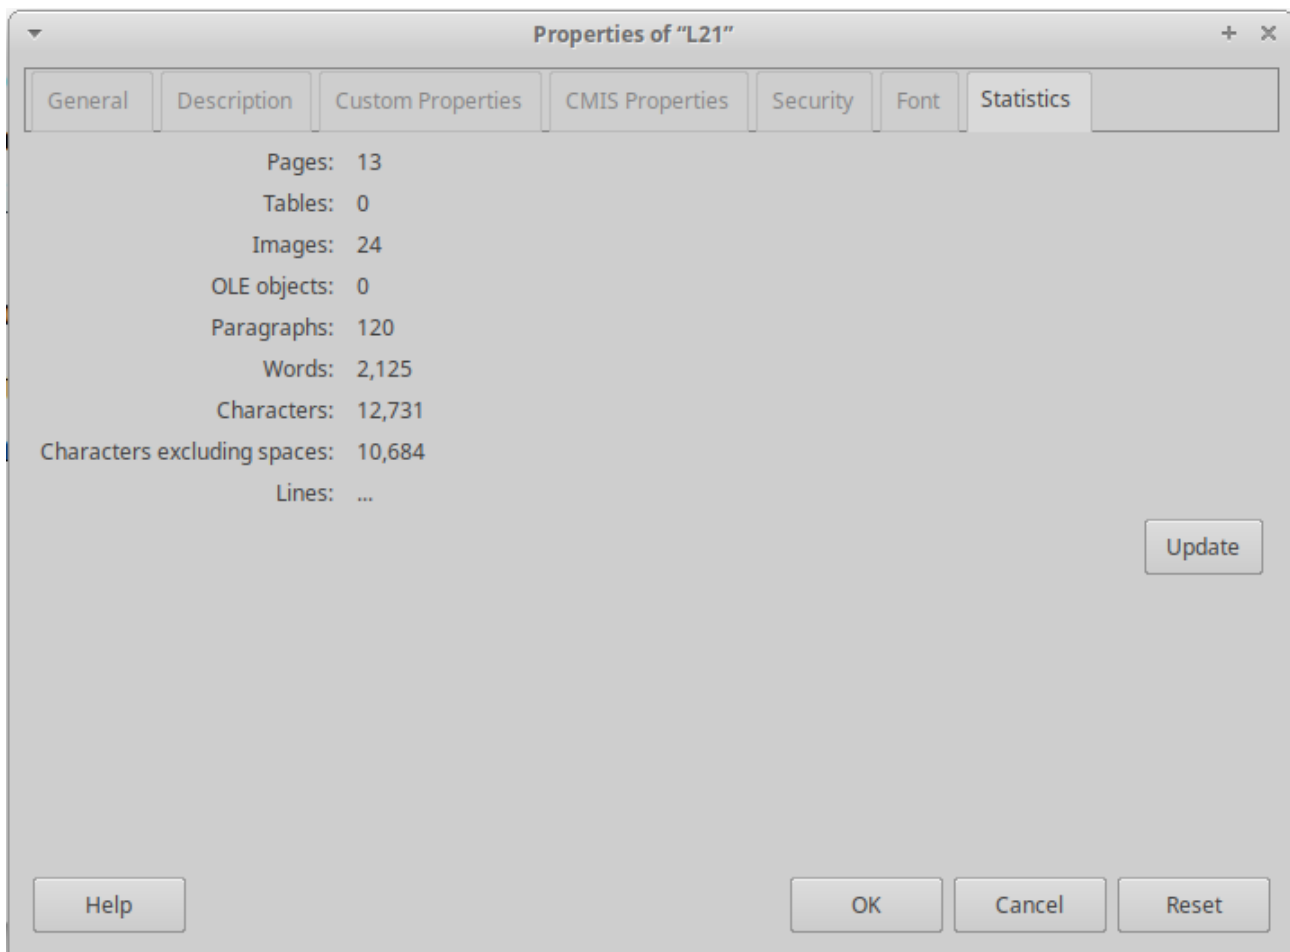 Properties of “L21”
General Description Custom Properties CMIS Properties Security Font Statistics
Pages: 13
Tables: 0
Images: 24
OLE objects: 0
Paragraphs: 120
Words: 2,125
Characters: 12,731
Characters excluding spaces: 10,684
Lines: ...
Update
Help OK Cancel Reset